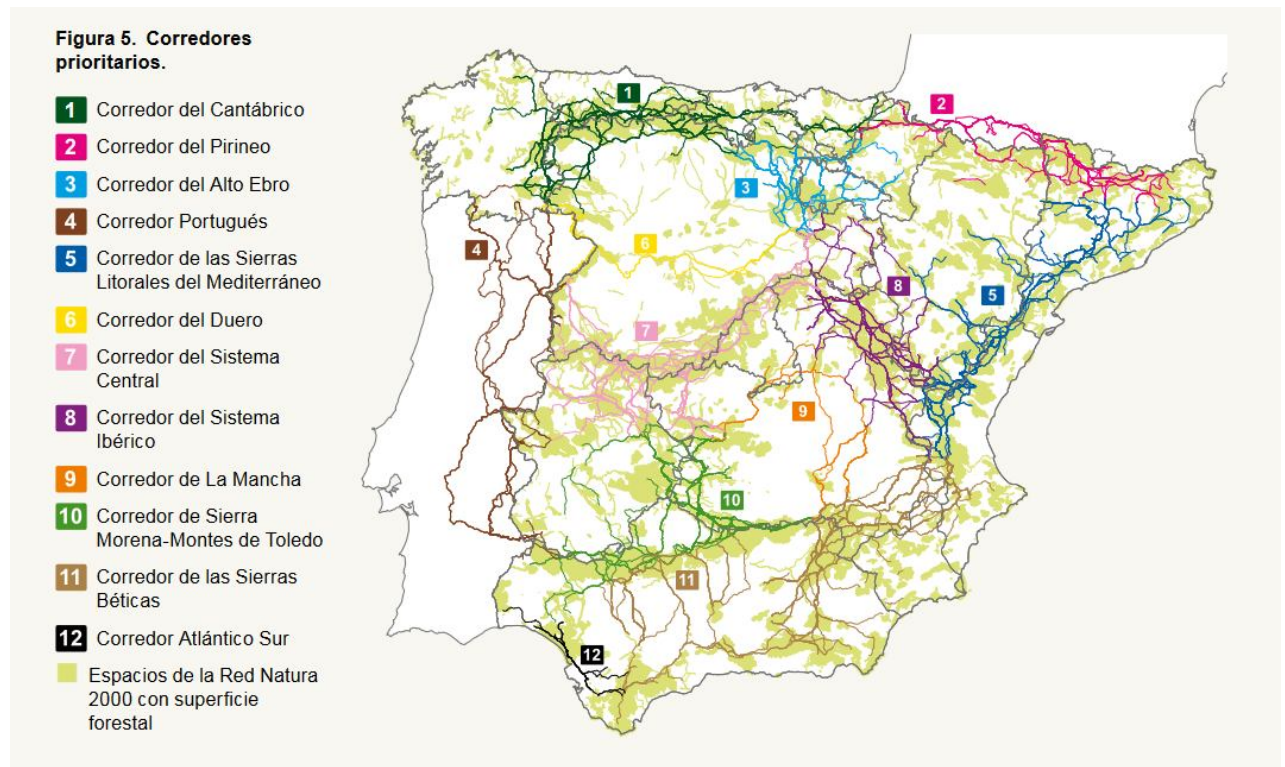 Figura 5. Corredores
prioritarios.
1 Corredor del Cantábrico
2 Corredor del Pirineo
3 Corredor del Alto Ebro
4 Corredor Portugués
5 Corredor de las Sierras
Litorales del Mediterráneo
6 Corredor del Duero
7 Corredor del Sistema
Central
8 Corredor del Sistema
Ibérico
9 Corredor de La Mancha
10 Corredor de Sierra
Morena-Montes de Toledo
11 Corredor de las Sierras
Béticas
12 Corredor Atlántico Sur
Espacios de la Red Natura
2000 con superficie
forestal
1
2
3
4
6
8
5
7
9
10
11
12